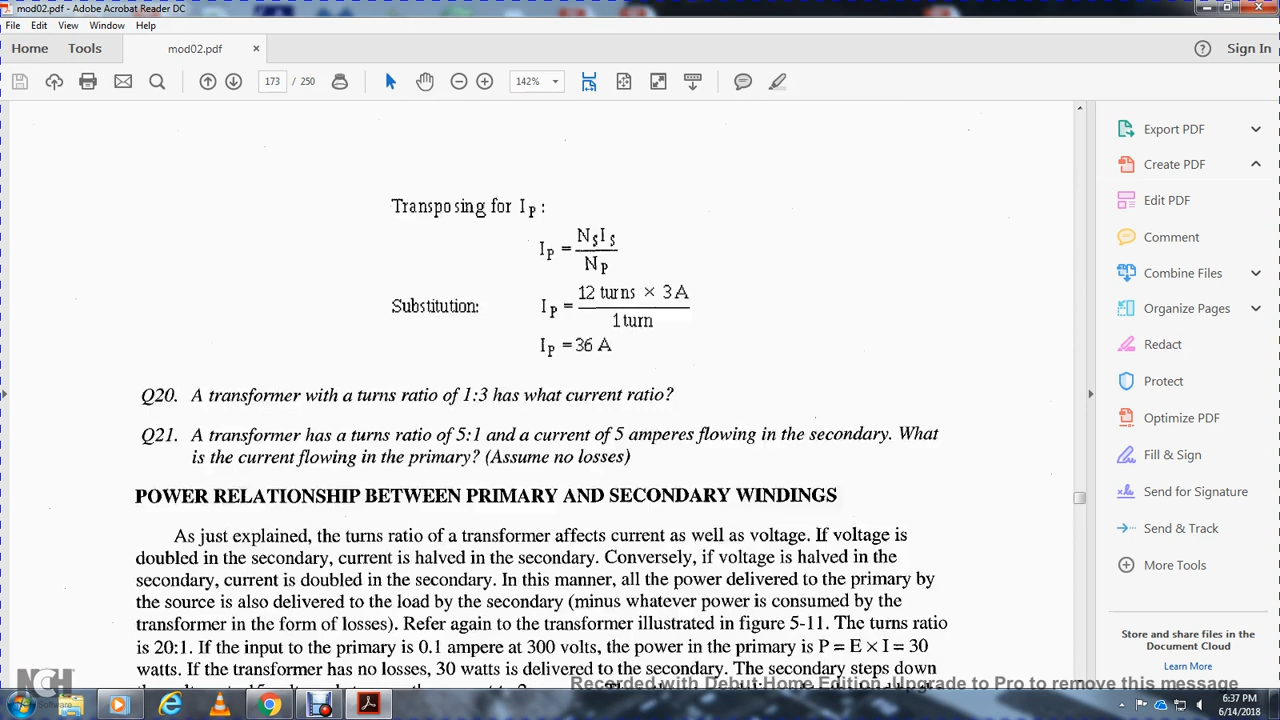 mod02.pdf - Adobe Acrobat Reader DC
File Edit View Window Help
Home Tools mod02.pdf × Sign In
173 / 250 142%
Transposing for I P :
I P = N S I S / N P
Substitution: I P = 12 turns × 3 A / 1 turn
I P = 36 A
Q20. A transformer with a turns ratio of 1:3 has what current ratio?
Q21. A transformer has a turns ratio of 5:1 and a current of 5 amperes flowing in the secondary. What
is the current flowing in the primary? (Assume no losses)
POWER RELATIONSHIP BETWEEN PRIMARY AND SECONDARY WINDINGS
As just explained, the turns ratio of a transformer affects current as well as voltage. If voltage is
doubled in the secondary, current is halved in the secondary. Conversely, if voltage is halved in the
secondary, current is doubled in the secondary. In this manner, all the power delivered to the primary by
the source is also delivered to the load by the secondary (minus whatever power is consumed by the
transformer in the form of losses). Refer again to the transformer illustrated in figure 5-11. The turns ratio
is 20:1. If the input to the primary is 0.1 ampere at 300 volts, the power in the primary is P = E × I = 30
watts. If the transformer has no losses, 30 watts is delivered to the secondary. The secondary steps down
Export PDF
Create PDF
Edit PDF
Comment
Combine Files
Organize Pages
Redact
Protect
Optimize PDF
Fill & Sign
Send for Signature
Send & Track
More Tools
Store and share files in the
Document Cloud
Learn More
Recorded with Debut Home Edition. Upgrade to Pro to remove this message
NCH
Software
6:37 PM
6/14/2018